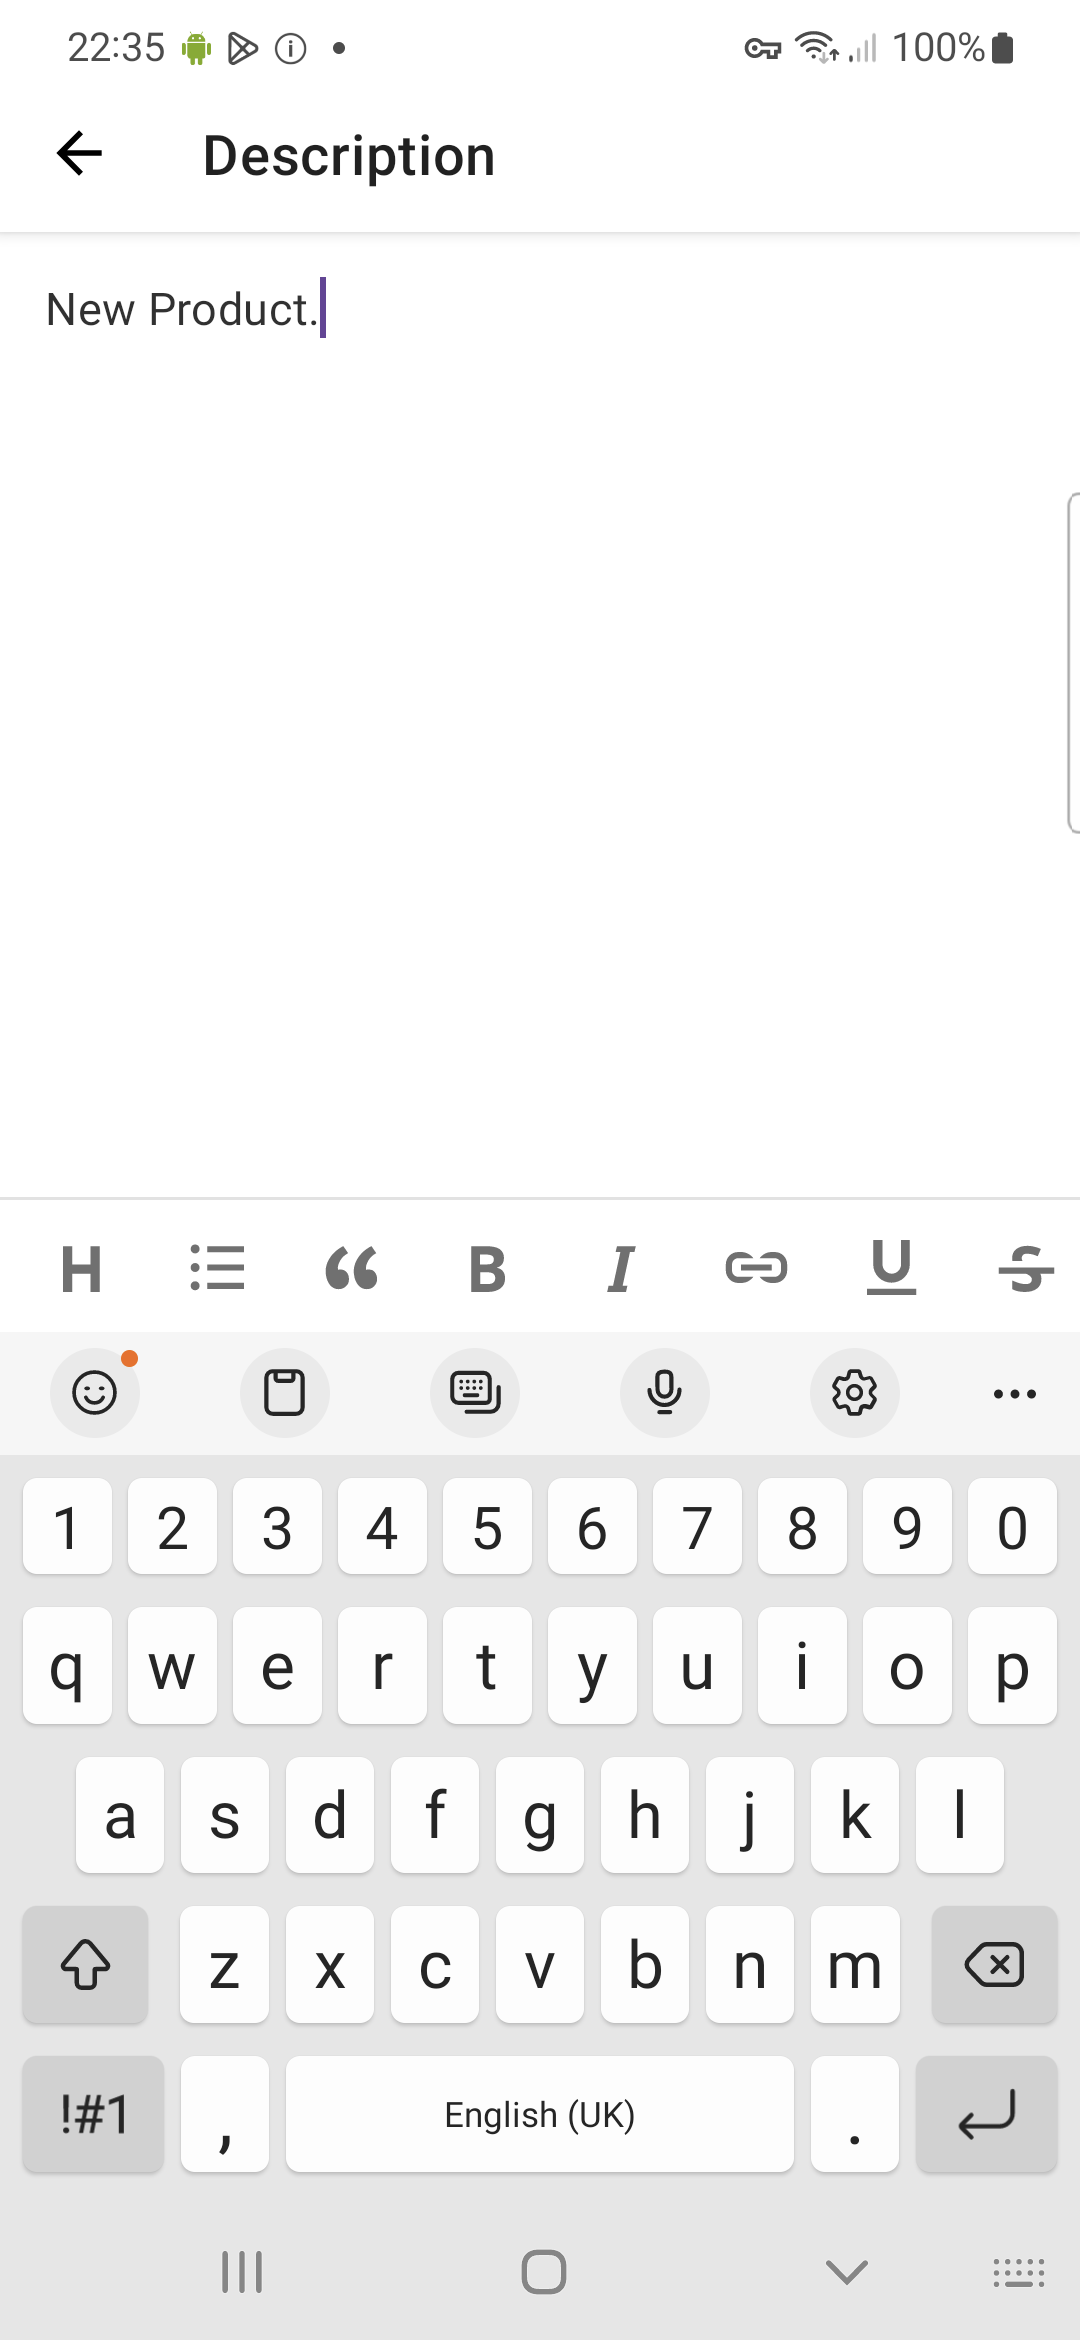 22:35
100%
Description
New Product.
H B I U S
1 2 3 4 5 6 7 8 9 0
q w e r t y u i o p
a s d f g h j k l
z x c v b n m
!#1 , English (UK) .